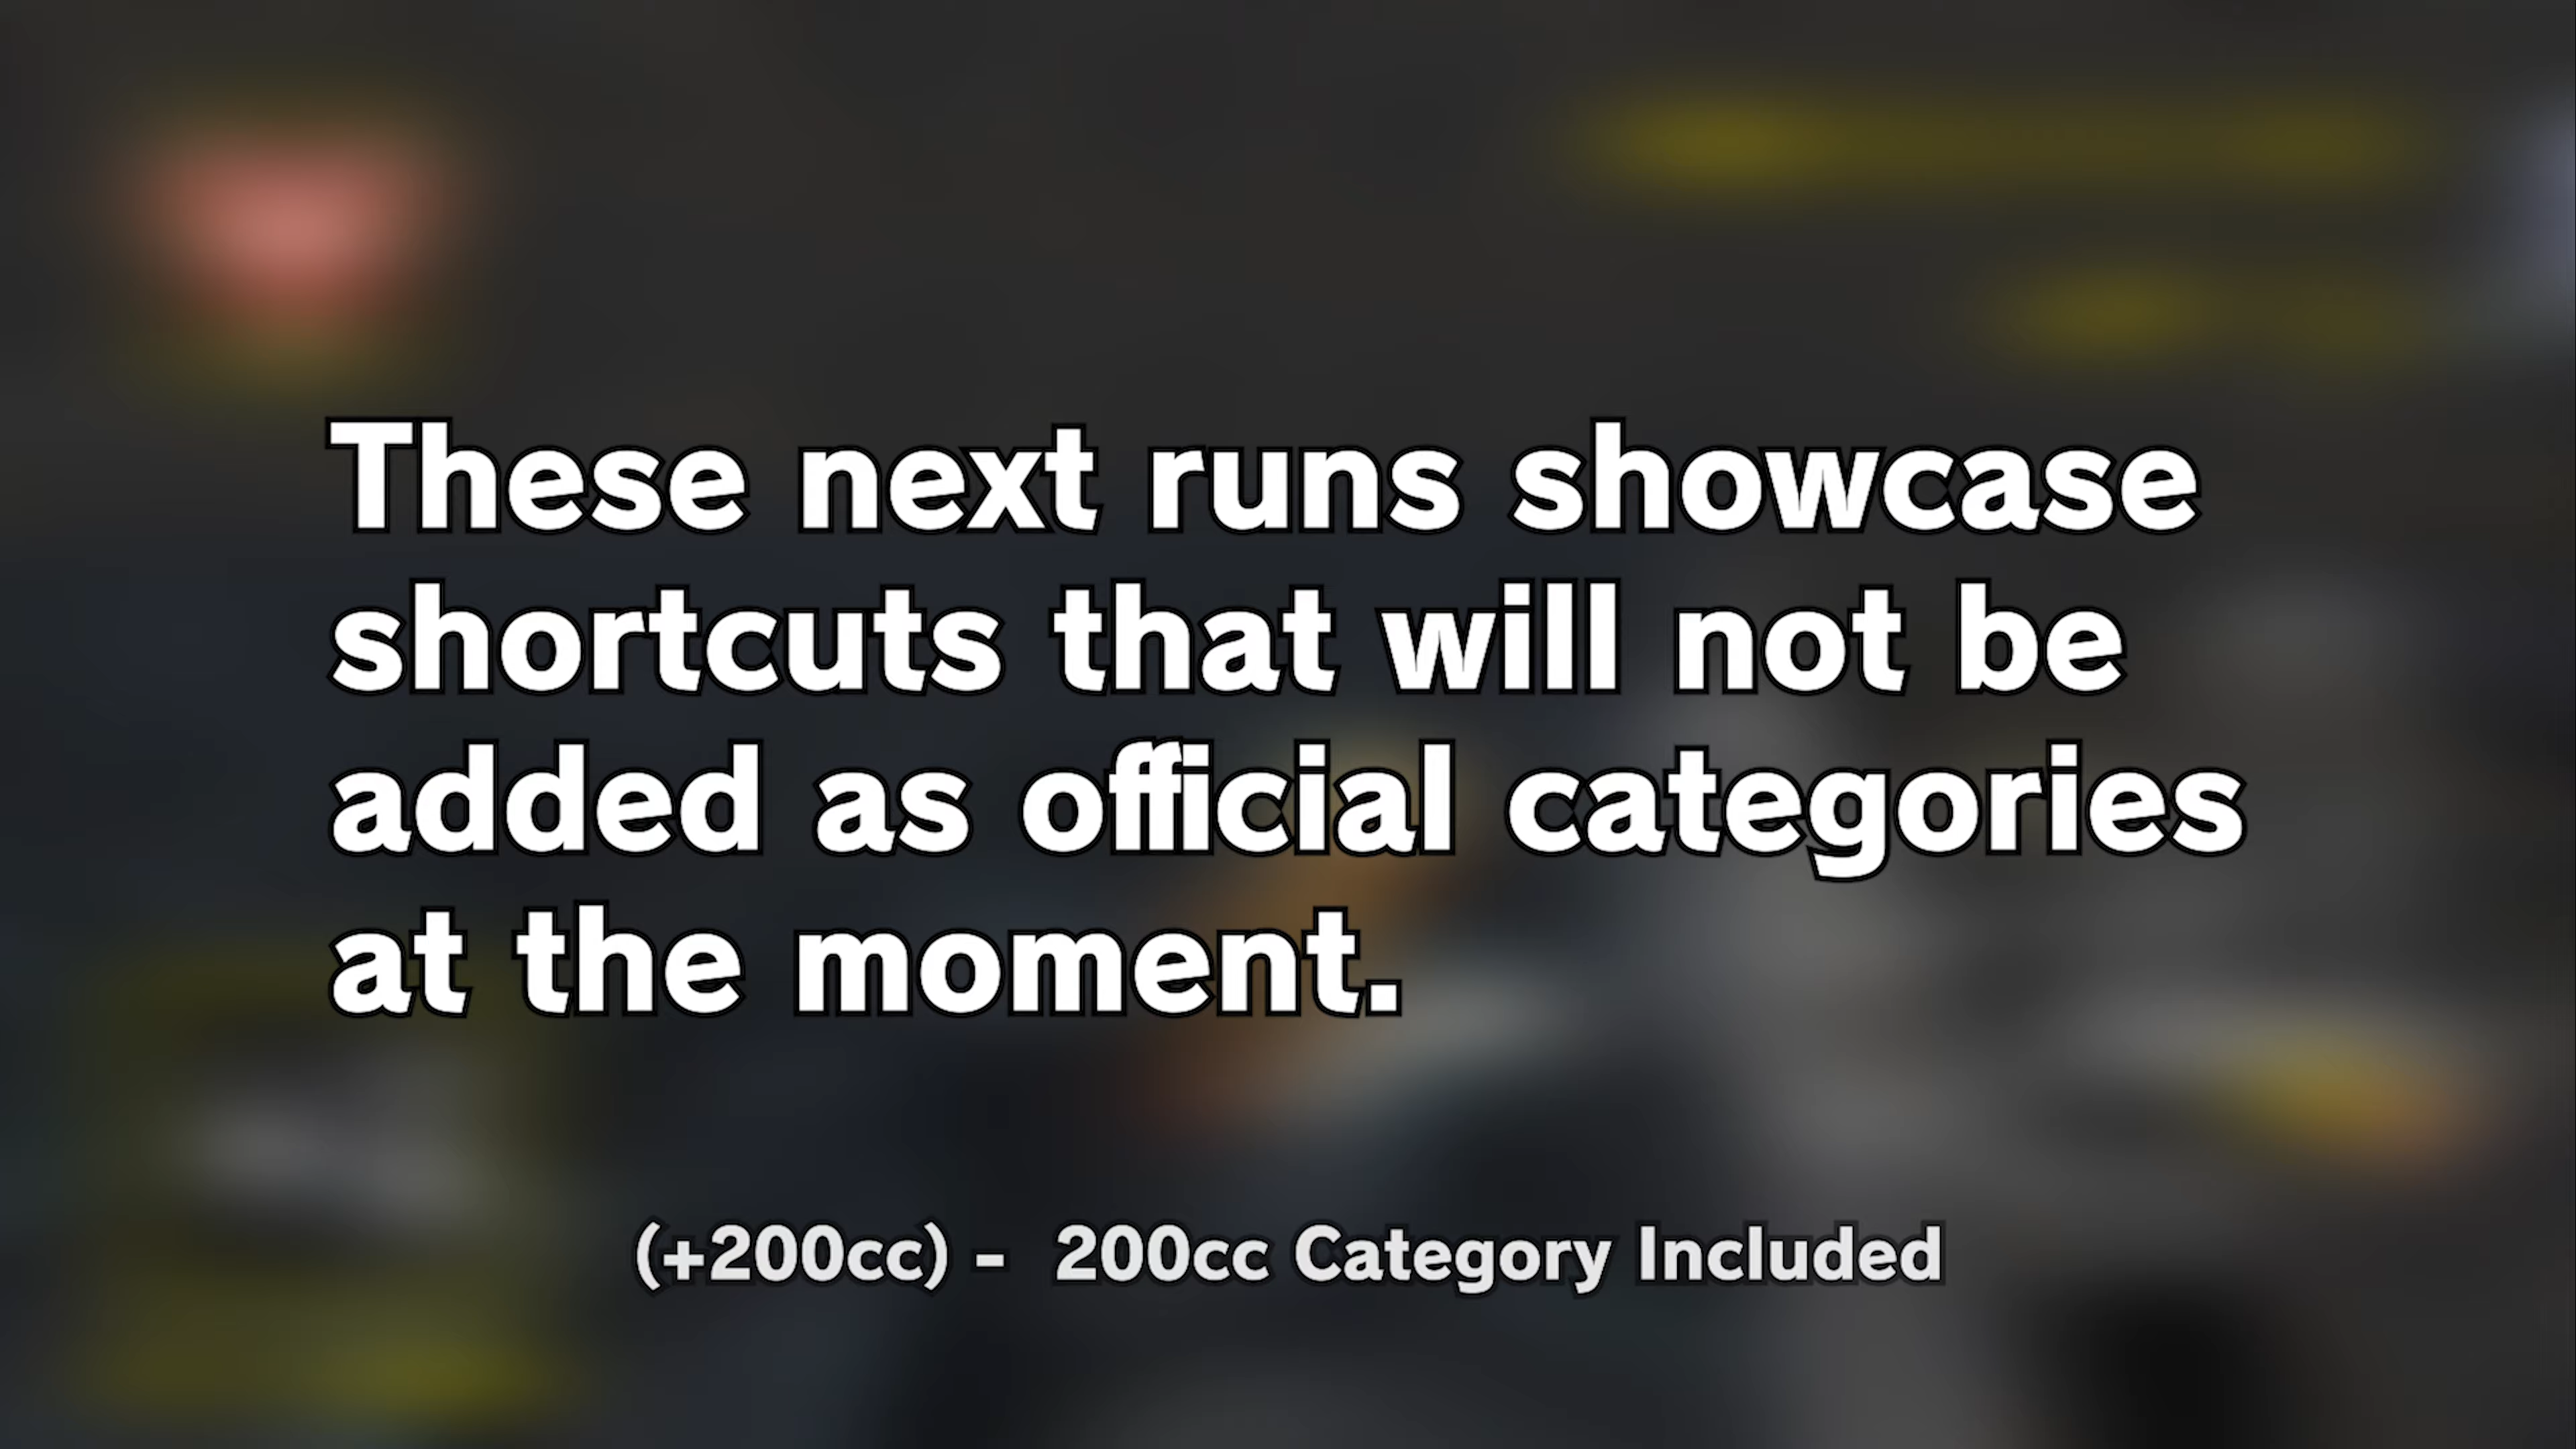 These next runs showcase
shortcuts that will not be
added as official categories
at the moment.
(+200cc) - 200cc Category Included